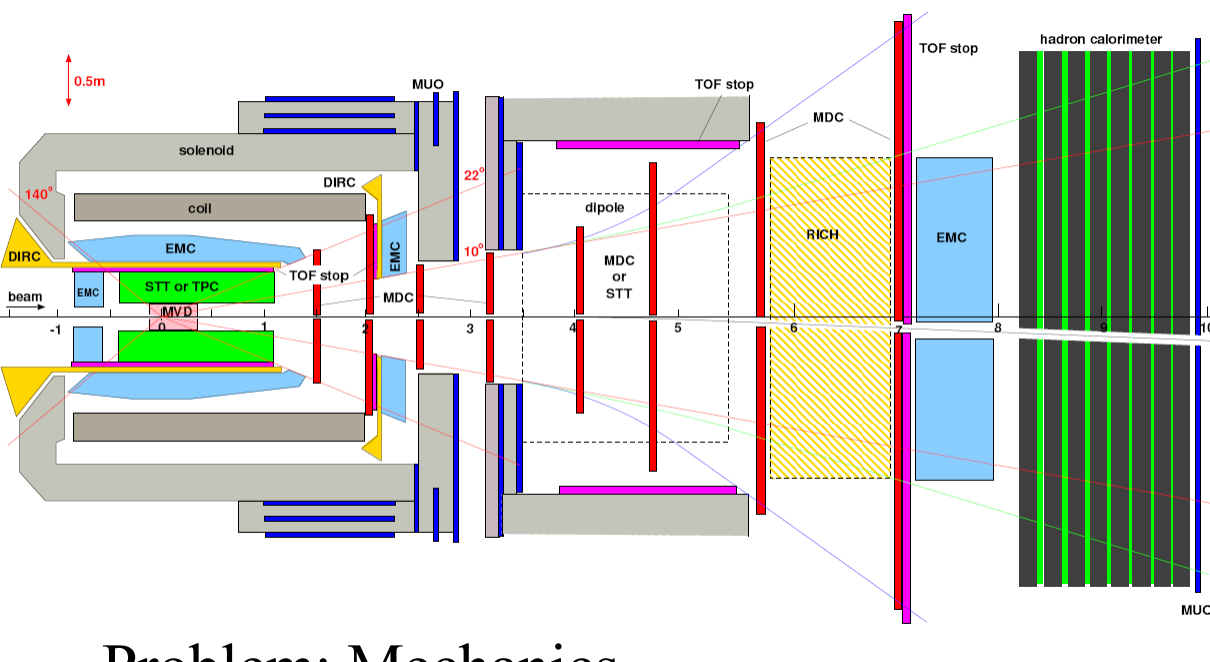 hadron calorimeter
TOF stop
0.5m
MUO
TOF stop
MDC
solenoid
22°
DIRC
140°
coil
dipole
10°
RICH
EMC
EMC
EMC
DIRC
TOF stop
MDC
or
STT
STT or TPC
EMC
beam
MDC
MVD
-1 0 1 2 3 4 5 6 7 8 9 10
MUO
Problem: Mechanics